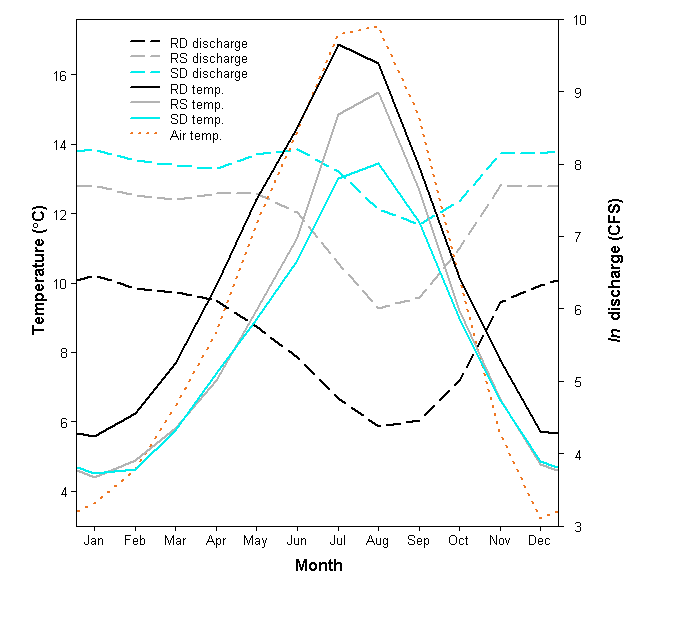 RD discharge
RS discharge
SD discharge
RD temp.
RS temp.
SD temp.
Air temp.
16
14
12
10
8
6
4
Temperature (°C)
10
9
8
7
6
5
4
3
ln discharge (CFS)
Jan Feb Mar Apr May Jun Jul Aug Sep Oct Nov Dec
Month